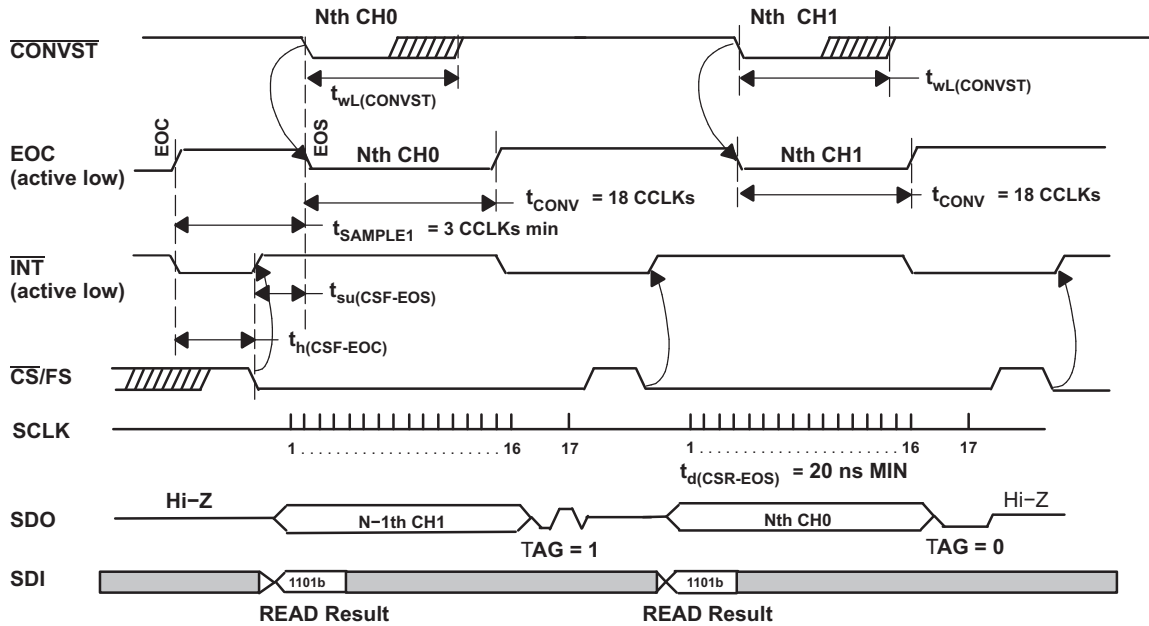 Nth CH0
Nth CH1
CONVST
twL(CONVST)
twL(CONVST)
EOC
EOS
EOC
(active low)
Nth CH0
Nth CH1
tCONV = 18 CCLKs
tCONV = 18 CCLKs
tSAMPLE1 = 3 CCLKs min
INT
(active low)
tsu(CSF-EOS)
th(CSF-EOC)
CS/FS
SCLK
1 . . . . . . . . . . . . . . . . . . . . 16 17
1 . . . . . . . . . . . . . . . . . . . . 16 17
td(CSR-EOS) = 20 ns MIN
Hi−Z
Hi−Z
SDO
N−1th CH1
Nth CH0
TAG = 1
TAG = 0
SDI
1101b
1101b
READ Result
READ Result